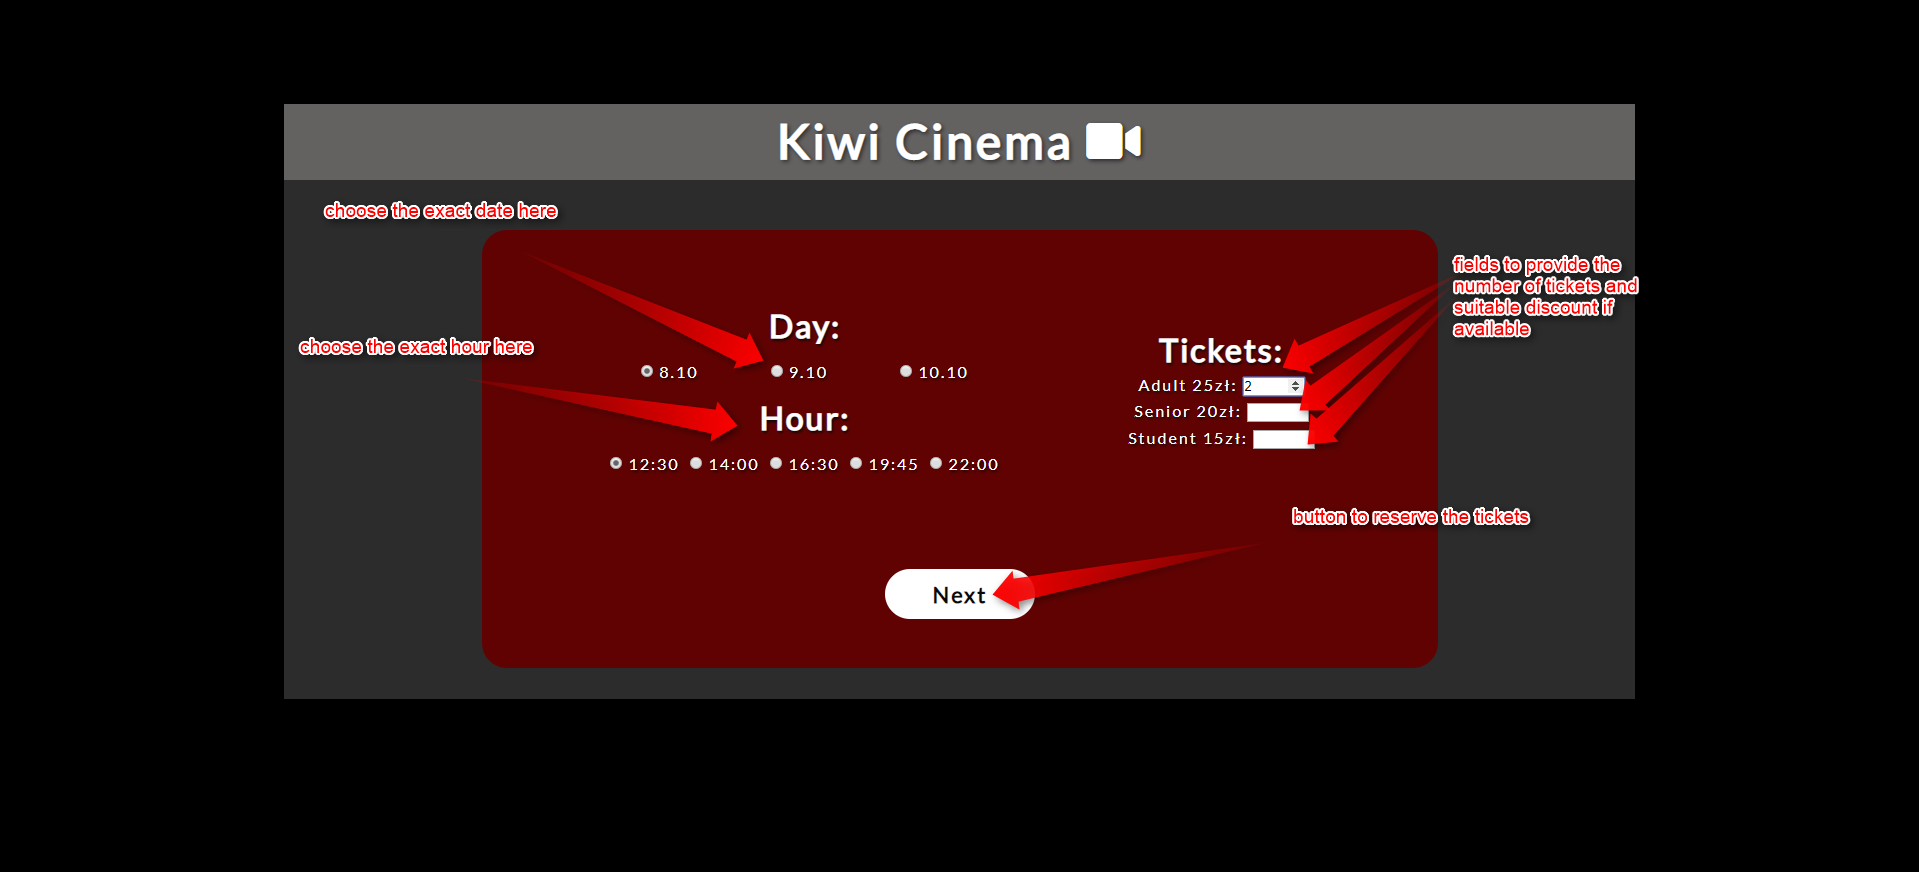 Kiwi Cinema
choose the exact date here
fields to provide the
number of tickets and
suitable discount if
available
choose the exact hour here
Day:
8.10 9.10 10.10
Hour:
12:30 14:00 16:30 19:45 22:00
Tickets:
Adult 25zł: 2
Senior 20zł:
Student 15zł:
button to reserve the tickets
Next